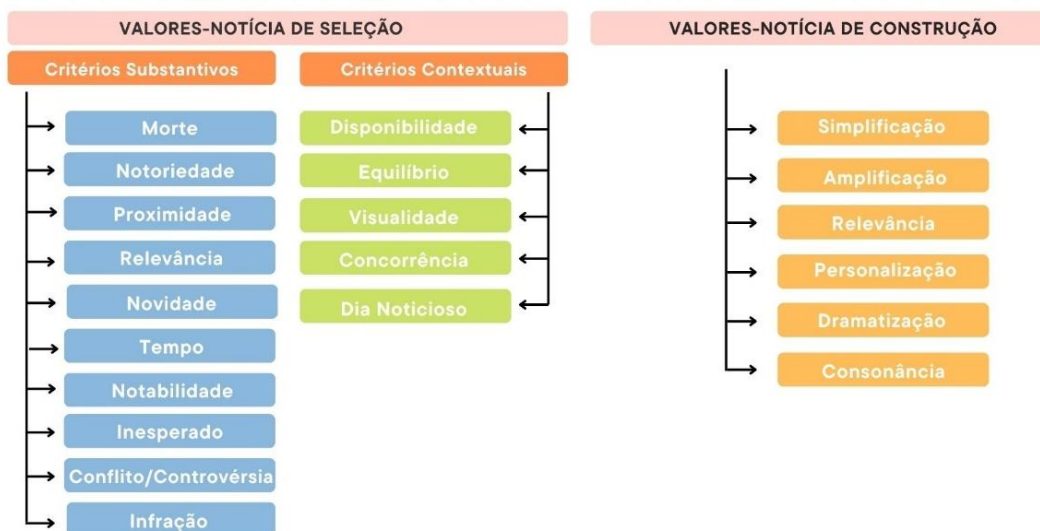 VALORES-NOTÍCIA DE SELEÇÃO
Critérios Substantivos
Morte
Notoriedade
Proximidade
Relevância
Novidade
Tempo
Notabilidade
Inesperado
Conflito/Controvérsia
Infração
Critérios Contextuais
Disponibilidade
Equilíbrio
Visualidade
Concorrência
Dia Noticioso
VALORES-NOTÍCIA DE CONSTRUÇÃO
Simplificação
Amplificação
Relevância
Personalização
Dramatização
Consonância